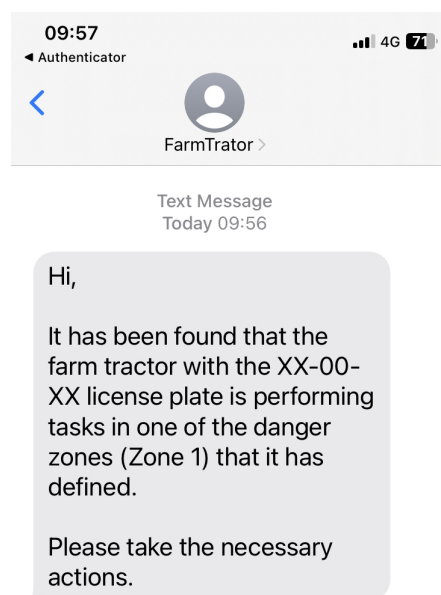 09:57
◀ Authenticator
4G 71
FarmTrator >
Text Message
Today 09:56
Hi,
It has been found that the
farm tractor with the XX-00-
XX license plate is performing
tasks in one of the danger
zones (Zone 1) that it has
defined.
Please take the necessary
actions.